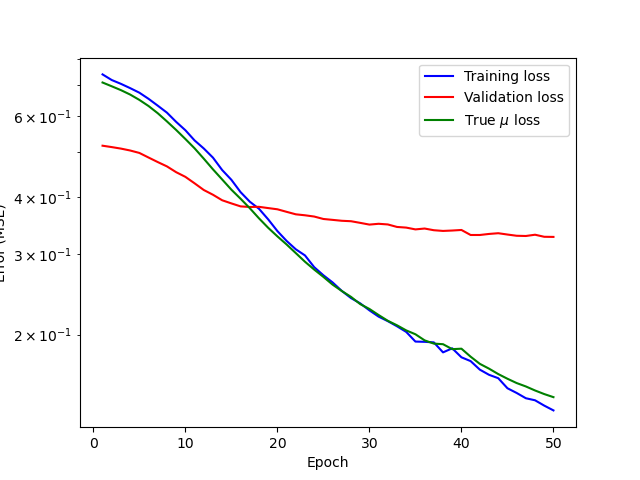 Training loss
Validation loss
True μ loss
6 × 10⁻¹
4 × 10⁻¹
3 × 10⁻¹
2 × 10⁻¹
(MSE)
0 10 20 30 40 50
Epoch